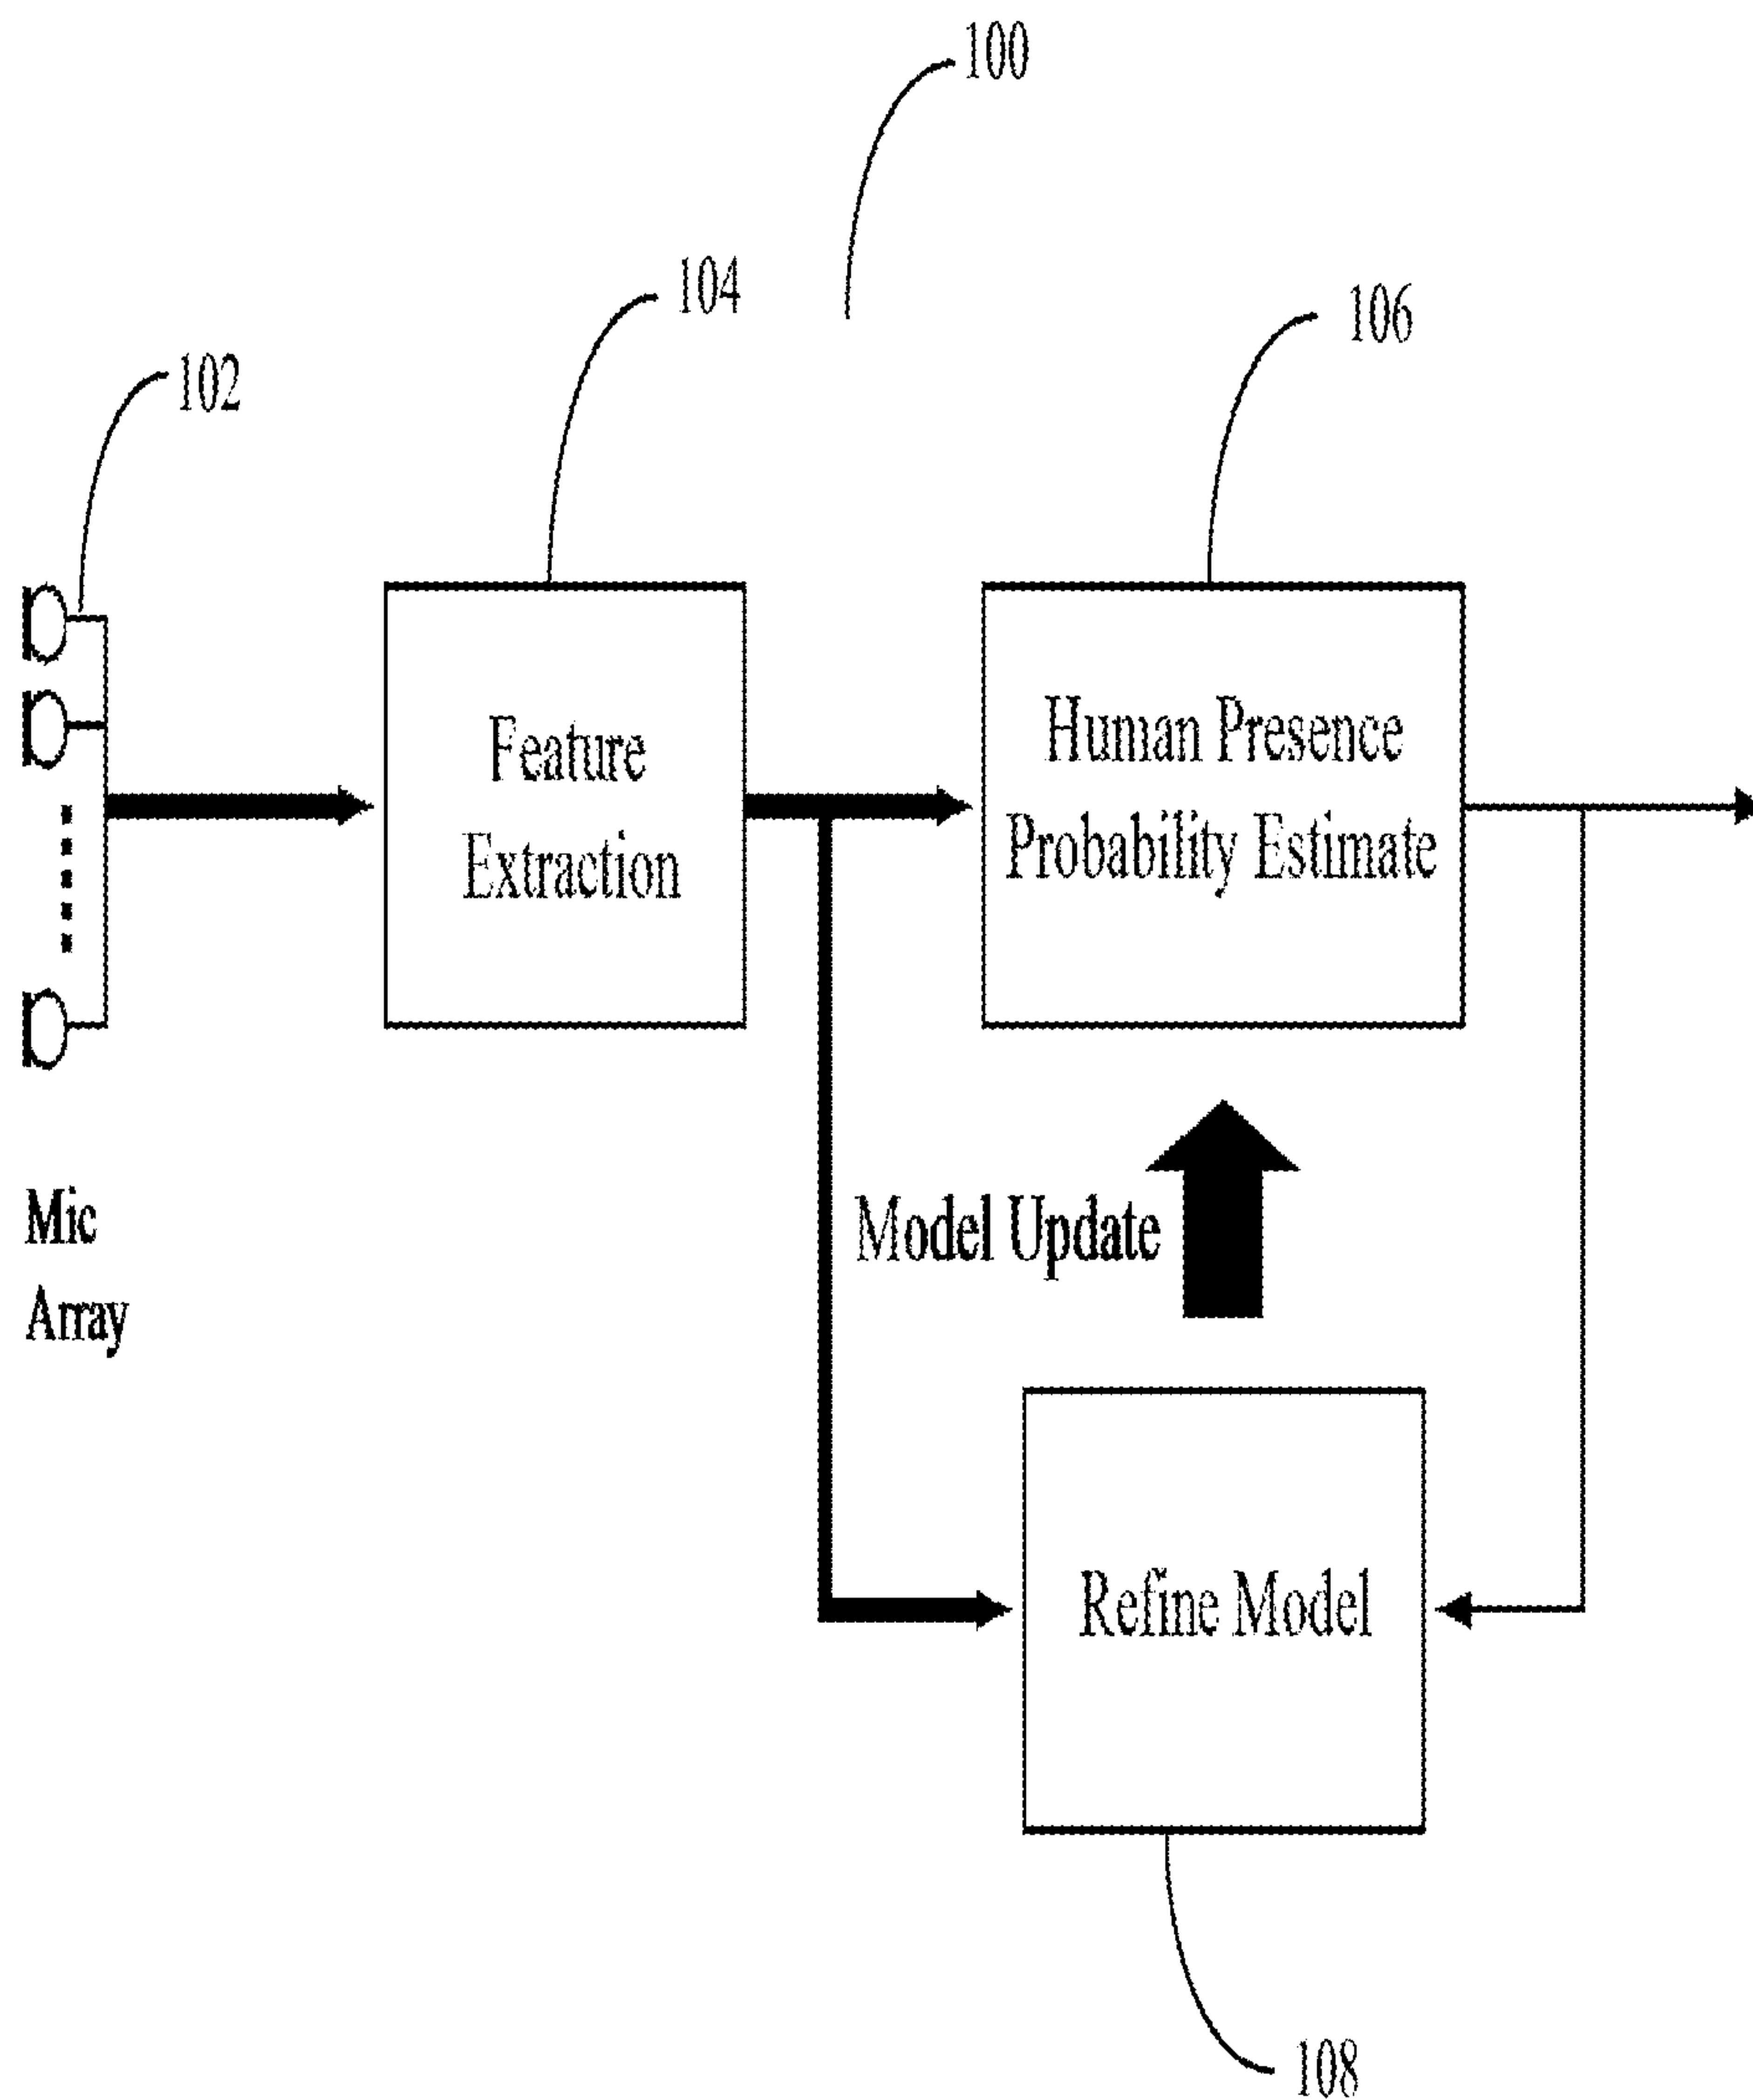 100
104
106
102
Feature
Extraction
Human Presence
Probability Estimate
Mic
Array
Model Update
Refine Model
108